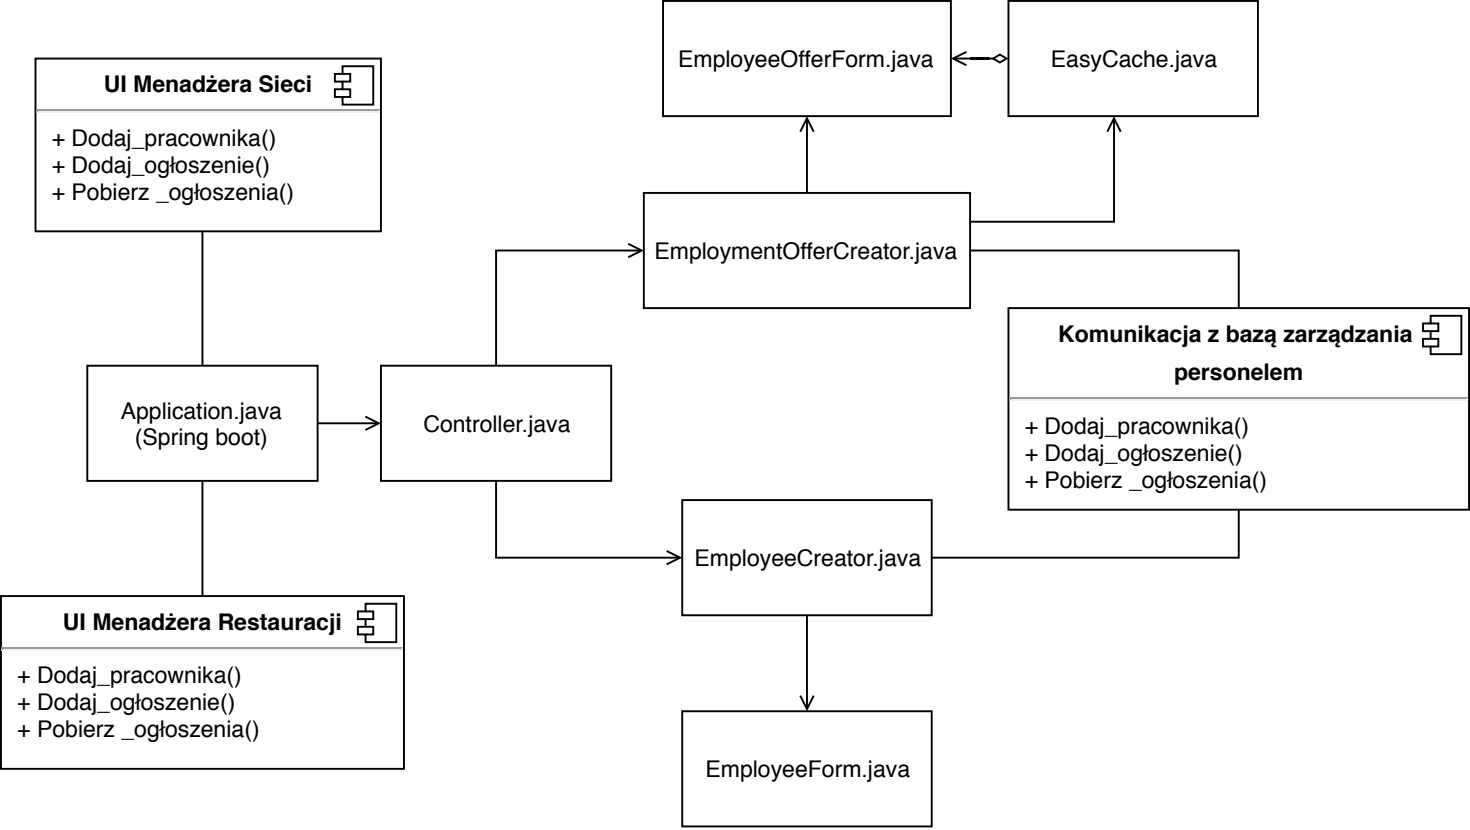 EmployeeOfferForm.java
EasyCache.java
UI Menadżera Sieci
+ Dodaj_pracownika()
+ Dodaj_ogłoszenie()
+ Pobierz _ogłoszenia()
EmploymentOfferCreator.java
Komunikacja z bazą zarządzania
personelem
+ Dodaj_pracownika()
+ Dodaj_ogłoszenie()
+ Pobierz _ogłoszenia()
Application.java
(Spring boot)
Controller.java
EmployeeCreator.java
UI Menadżera Restauracji
+ Dodaj_pracownika()
+ Dodaj_ogłoszenie()
+ Pobierz _ogłoszenia()
EmployeeForm.java